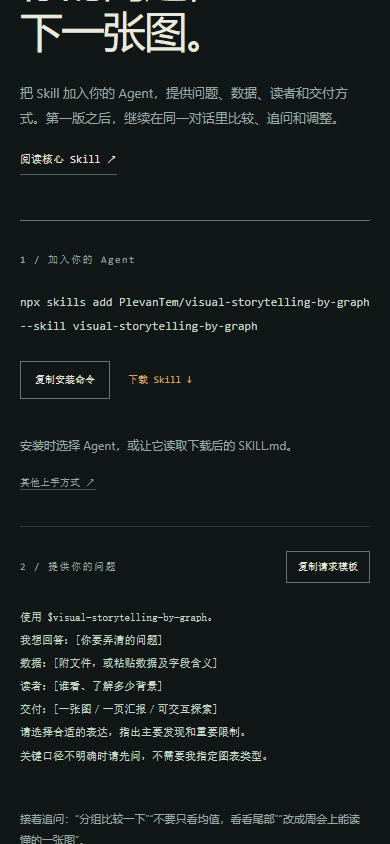 下一张图。
把 Skill 加入你的 Agent，提供问题、数据、读者和交付方
式。第一版之后，继续在同一对话里比较、追问和调整。
阅读核心 Skill ↗
1 / 加入你的 Agent
npx skills add PlevanTem/visual-storytelling-by-graph
--skill visual-storytelling-by-graph
复制安装命令 下载 Skill ↓
安装时选择 Agent，或让它读取下载后的 SKILL.md。
其他上手方式 ↗
2 / 提供你的问题 复制请求模板
使用 $visual-storytelling-by-graph。
我想回答：[你要弄清的问题]
数据：[附文件，或粘贴数据及字段含义]
读者：[谁看、了解多少背景]
交付：[一张图 / 一页汇报 / 可交互探索]
请选择合适的表达，指出主要发现和重要限制。
关键口径不明确时请先问，不需要我指定图表类型。
接着追问：“分组比较一下”“不要只看均值，看看尾部”“改成周会上能读
懂的一张图”。